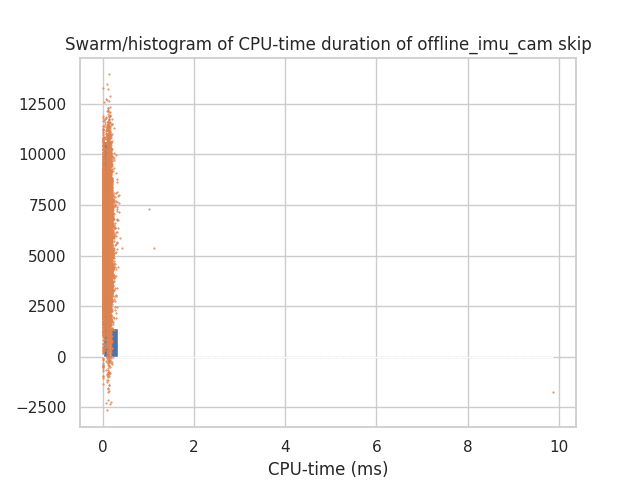 Swarm/histogram of CPU-time duration of offline_imu_cam skip
12500
10000
7500
5000
2500
0
−2500
0 2 4 6 8 10
CPU-time (ms)